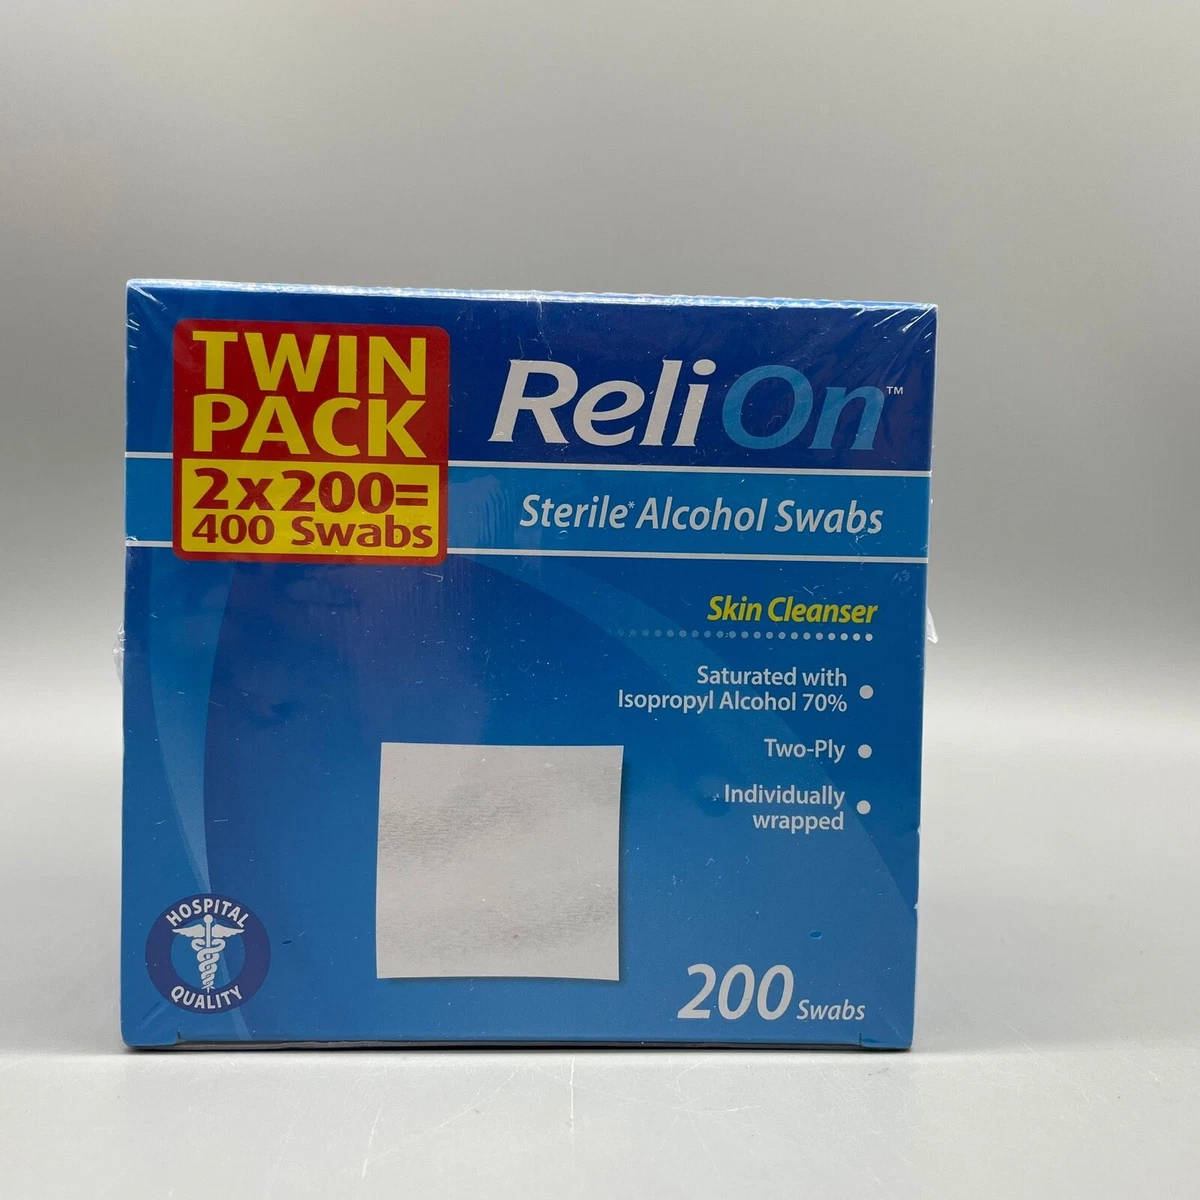 TWIN
PACK
2x200=
400 Swabs
ReliOn™
Sterile* Alcohol Swabs
Skin Cleanser
Saturated with
Isopropyl Alcohol 70%
Two-Ply
Individually
wrapped
HOSPITAL
QUALITY
200 Swabs